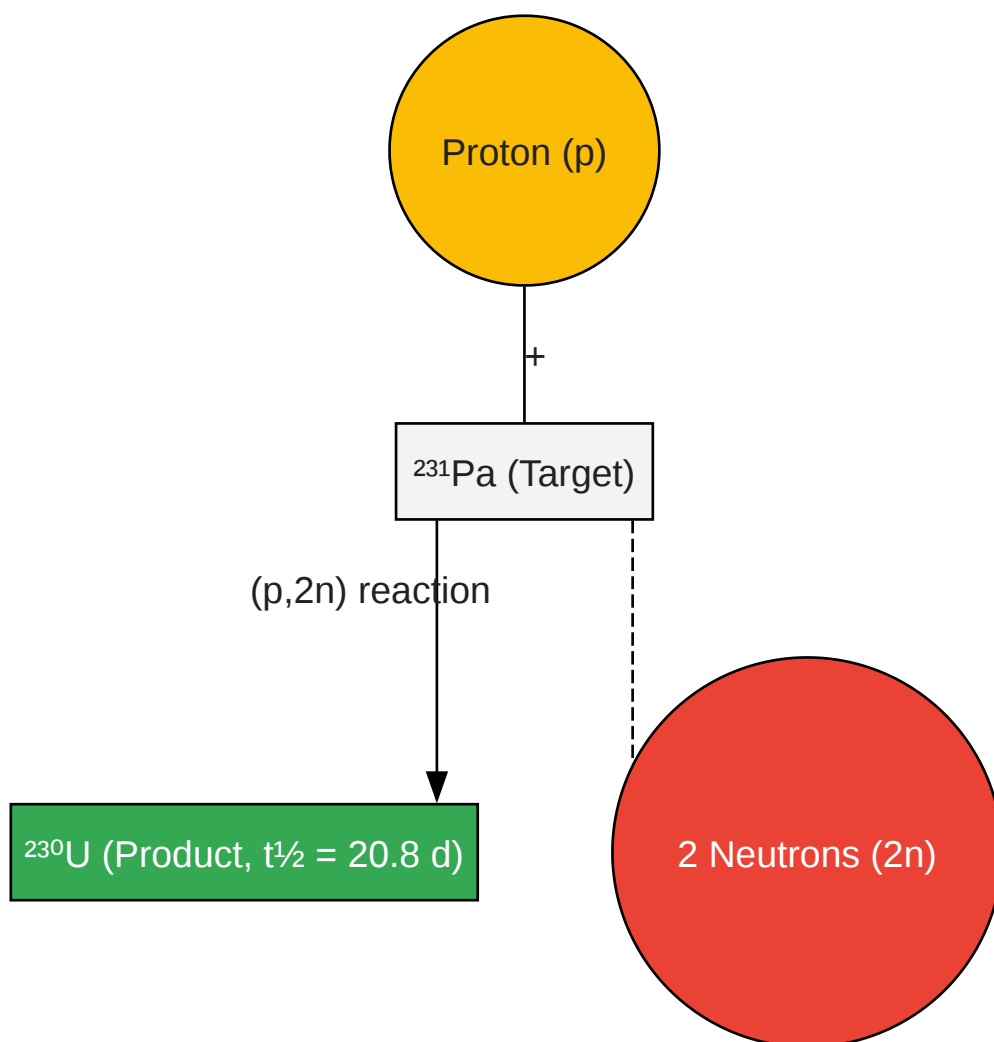 Proton (p)
+
²³¹Pa (Target)
(p,2n) reaction
²³⁰U (Product, t½ = 20.8 d)
2 Neutrons (2n)